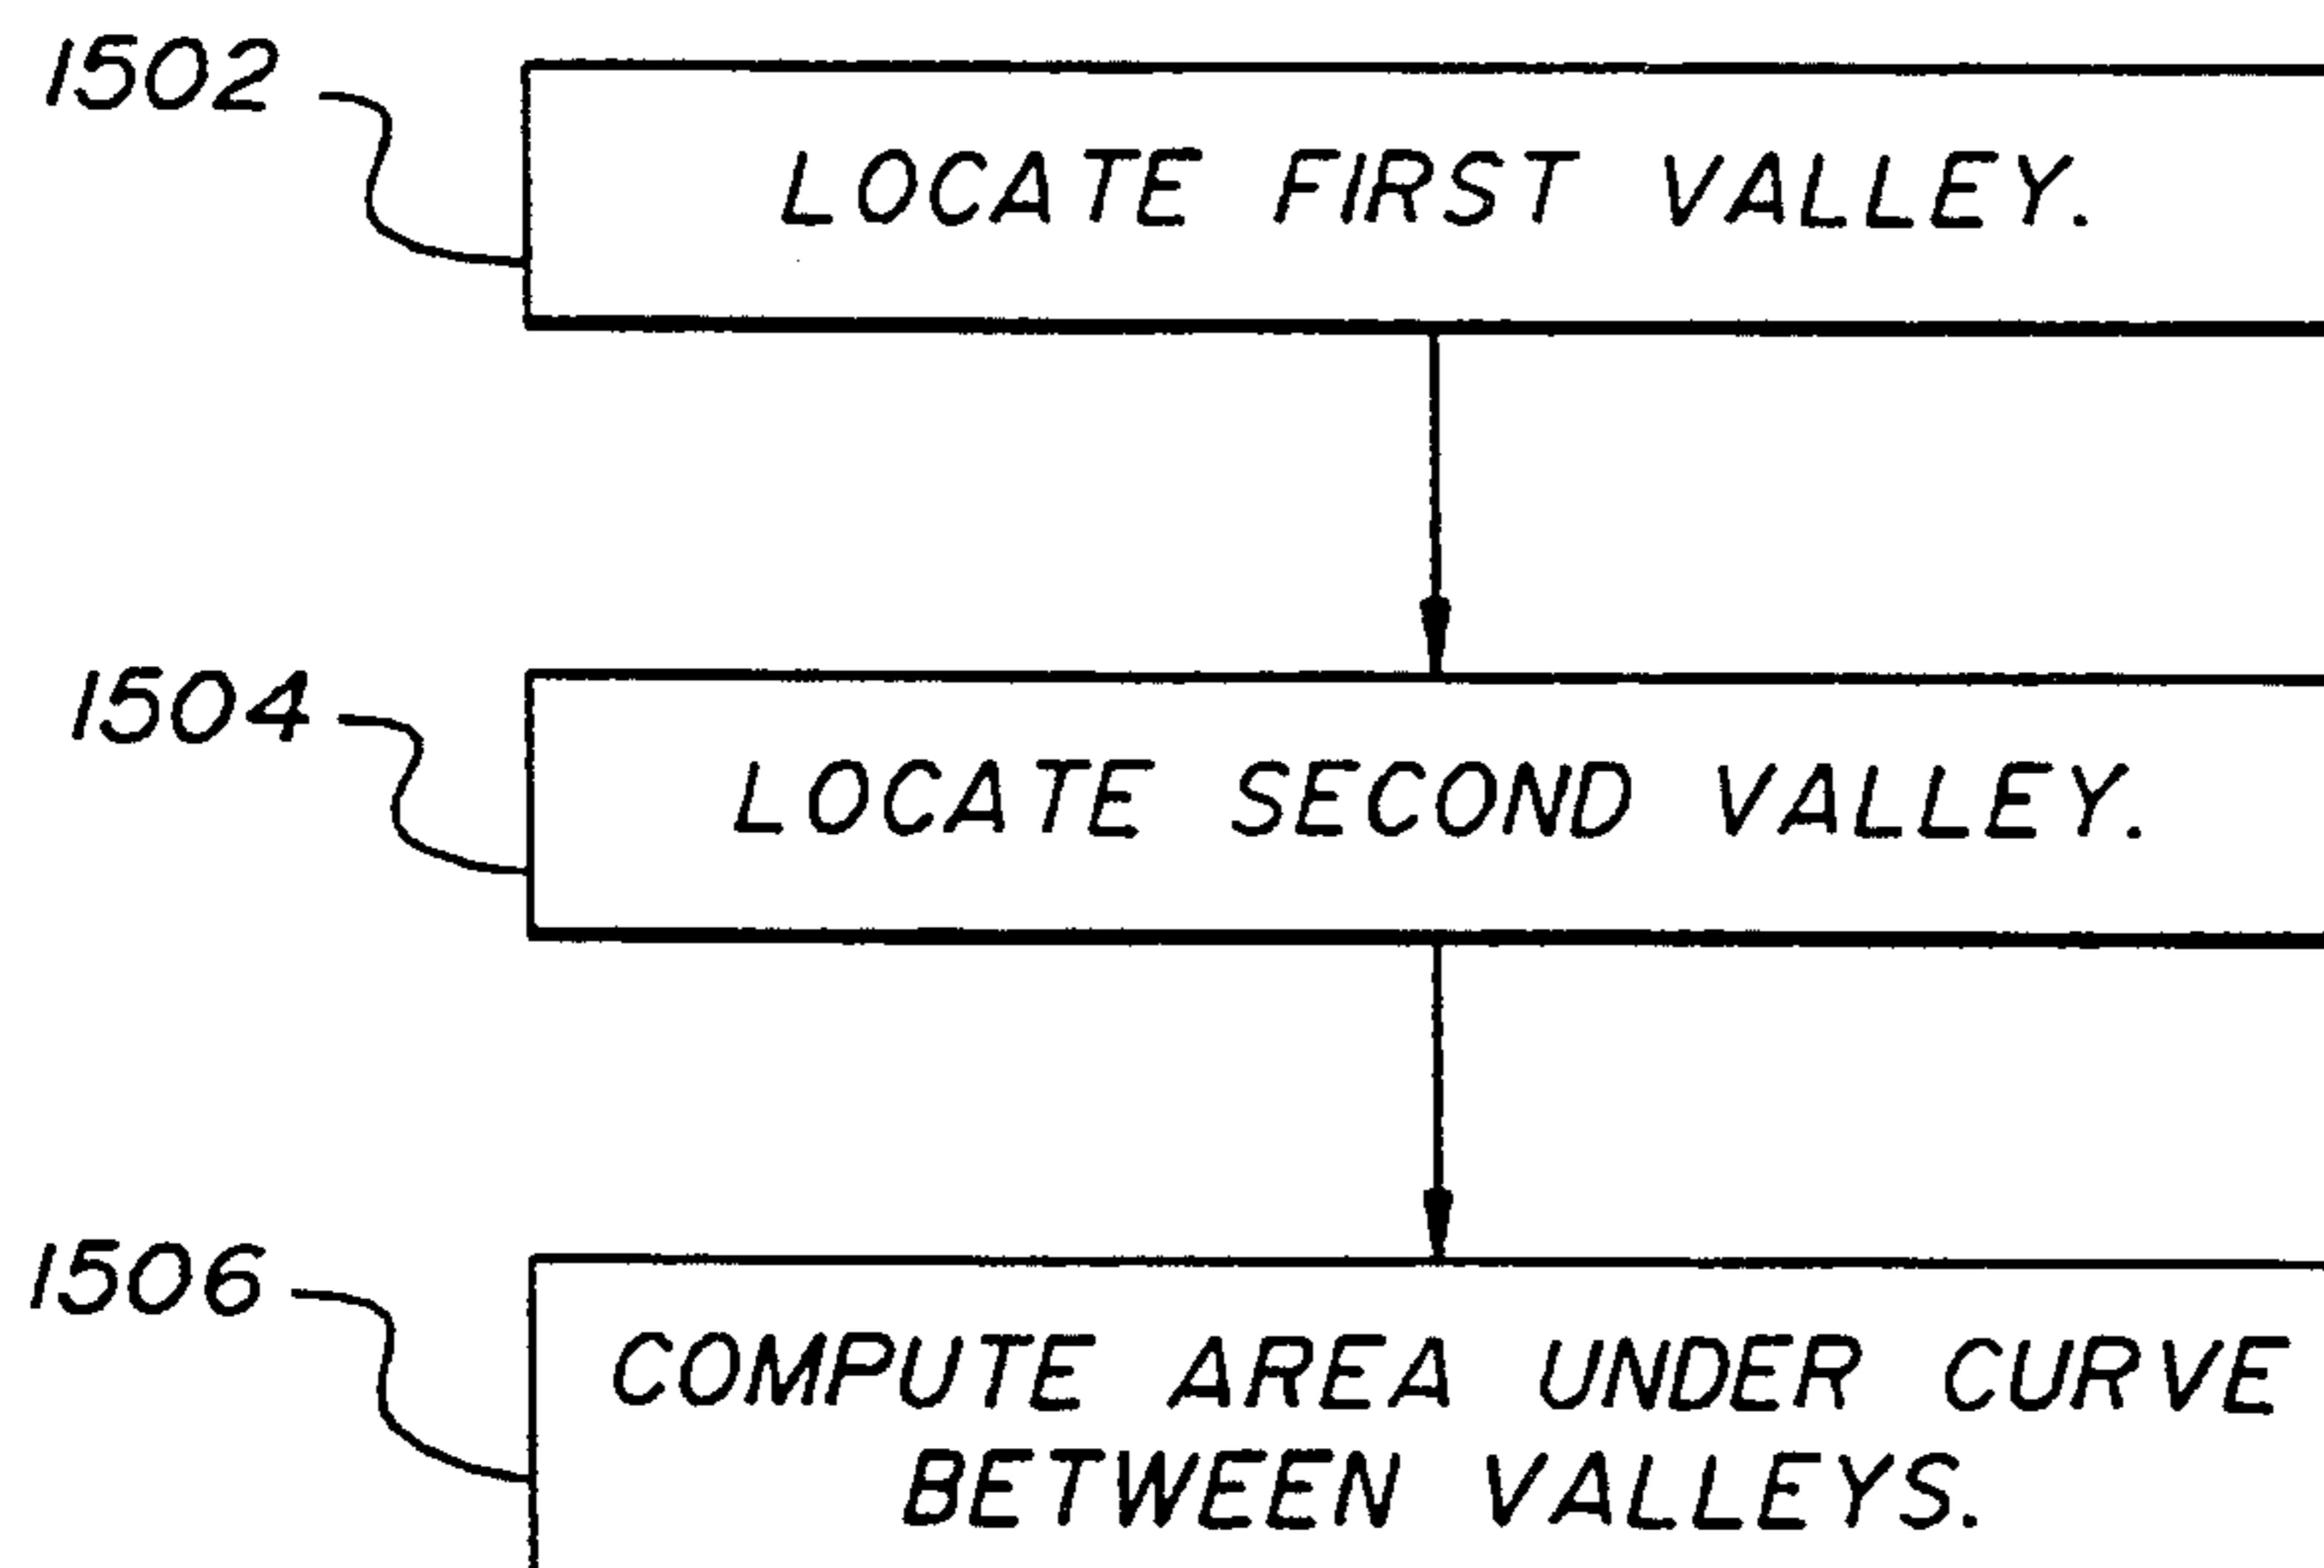 1502
LOCATE FIRST VALLEY.
1504
LOCATE SECOND VALLEY.
1506
COMPUTE AREA UNDER CURVE
BETWEEN VALLEYS.